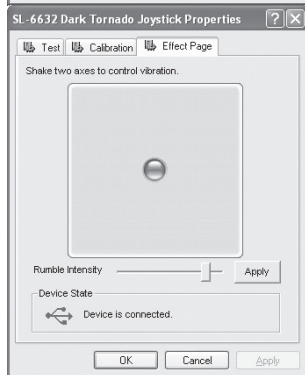 SL-6632 Dark Tornado Joystick Properties
Test Calibration Effect Page
Shake two axes to control vibration.
Rumble Intensity Apply
Device State
Device is connected.
OK Cancel Apply